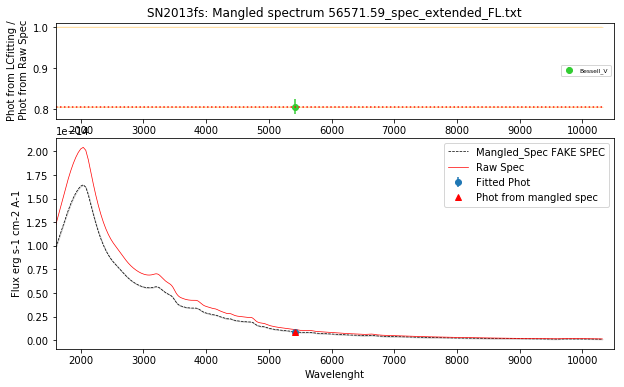 SN2013fs: Mangled spectrum 56571.59_spec_extended_FL.txt
Phot from LCfitting /
Phot from Raw Spec
1.0
0.9
0.8
Bessell_V
2000 3000 4000 5000 6000 7000 8000 9000 10000
1e−14
Flux erg s-1 cm-2 A-1
2.00
1.75
1.50
1.25
1.00
0.75
0.50
0.25
0.00
Mangled_Spec FAKE SPEC
Raw Spec
Fitted Phot
Phot from mangled spec
2000 3000 4000 5000 6000 7000 8000 9000 10000
Wavelenght